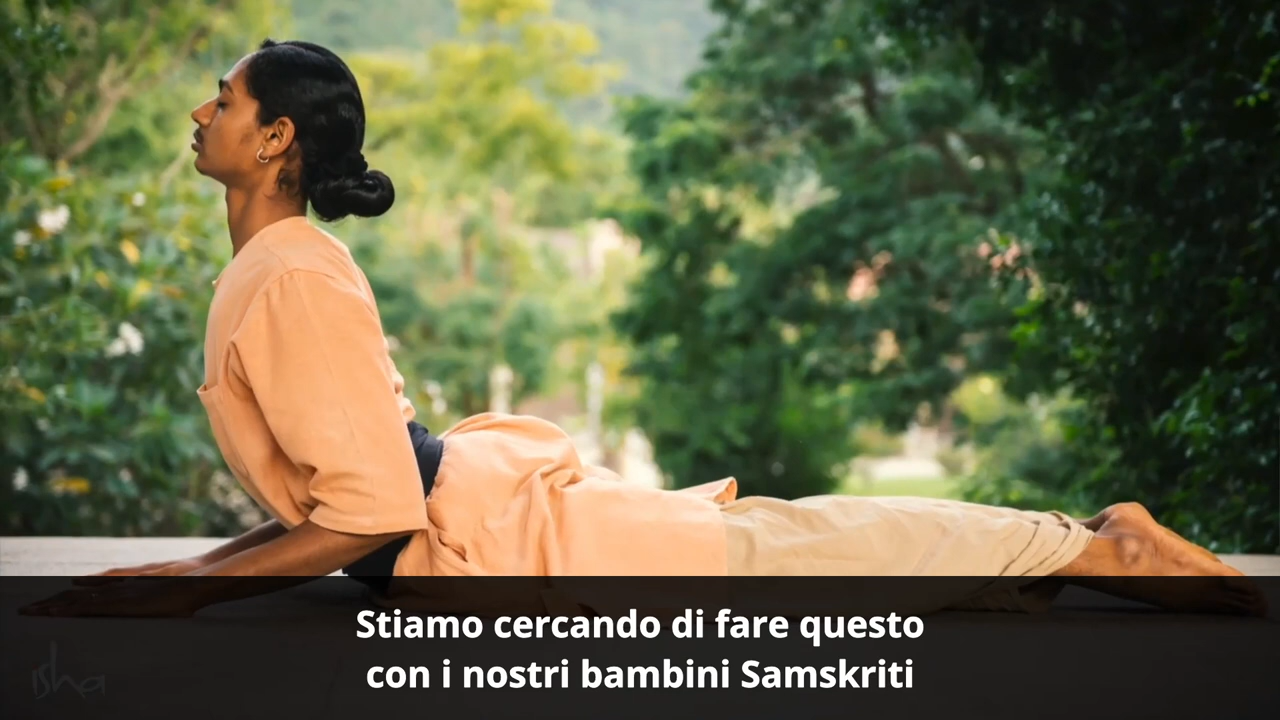 Stiamo cercando di fare questo
con i nostri bambini Samskriti
isha